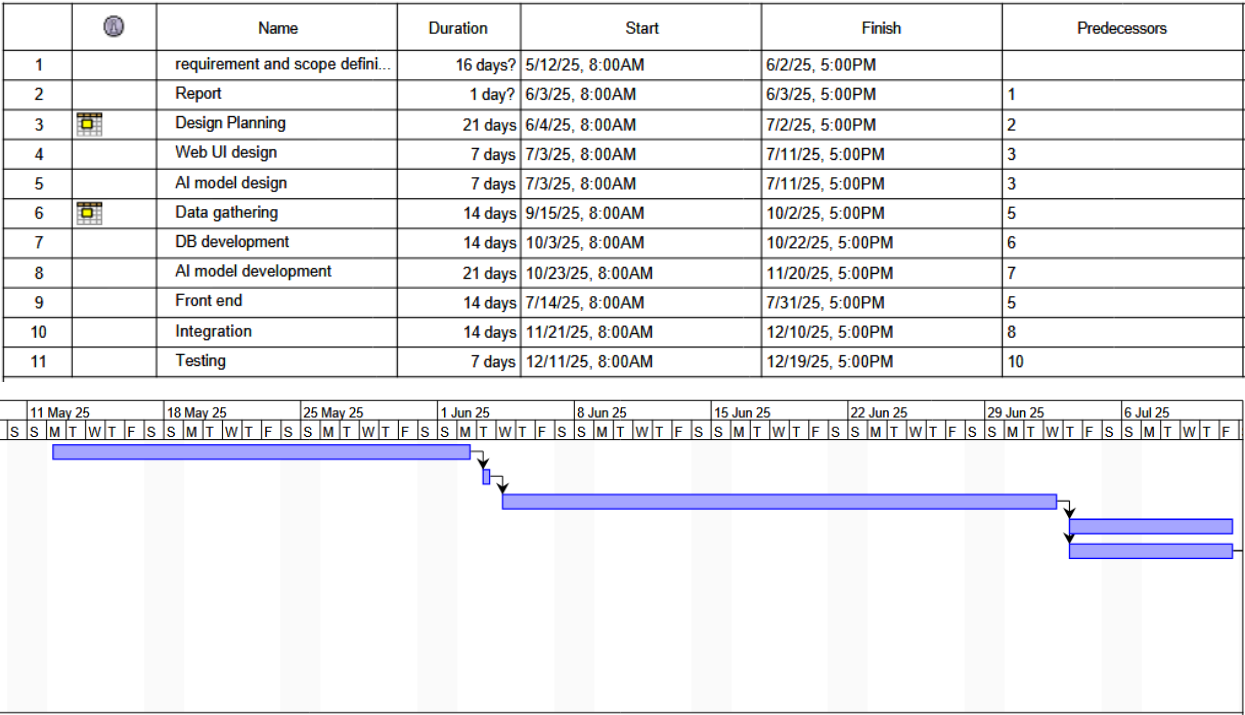 Name Duration Start Finish Predecessors
1 requirement and scope defini... 16 days? 5/12/25, 8:00AM 6/2/25, 5:00PM
2 Report 1 day? 6/3/25, 8:00AM 6/3/25, 5:00PM 1
3 Design Planning 21 days 6/4/25, 8:00AM 7/2/25, 5:00PM 2
4 Web UI design 7 days 7/3/25, 8:00AM 7/11/25, 5:00PM 3
5 AI model design 7 days 7/3/25, 8:00AM 7/11/25, 5:00PM 3
6 Data gathering 14 days 9/15/25, 8:00AM 10/2/25, 5:00PM 5
7 DB development 14 days 10/3/25, 8:00AM 10/22/25, 5:00PM 6
8 AI model development 21 days 10/23/25, 8:00AM 11/20/25, 5:00PM 7
9 Front end 14 days 7/14/25, 8:00AM 7/31/25, 5:00PM 5
10 Integration 14 days 11/21/25, 8:00AM 12/10/25, 5:00PM 8
11 Testing 7 days 12/11/25, 8:00AM 12/19/25, 5:00PM 10
11 May 25 18 May 25 25 May 25 1 Jun 25 8 Jun 25 15 Jun 25 22 Jun 25 29 Jun 25 6 Jul 25
S S M T W T F S S M T W T F S S M T W T F S S M T W T F S S M T W T F S S M T W T F S S M T W T F S S M T W T F S S M T W T F